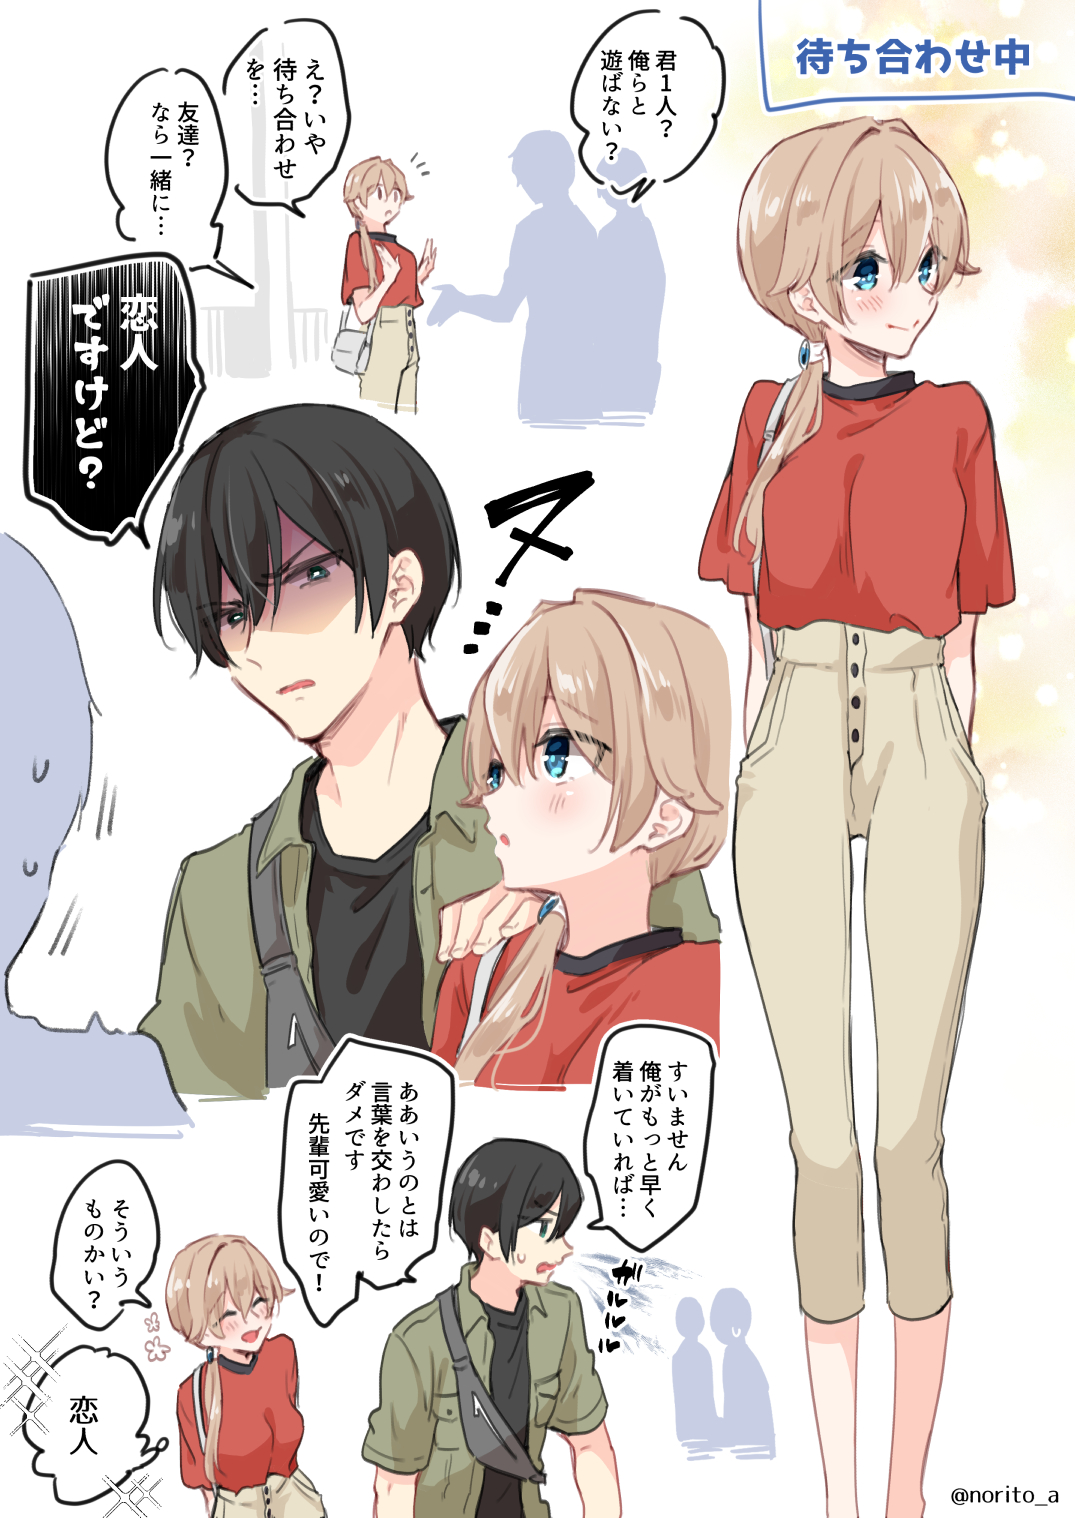 待ち合わせ中
君1人?
俺らと
遊ばない?
え?いや
待ち合わせ
を…
友達?
なら一緒に…
恋人
ですけど?
ヌ…
すいません
俺がもっと早く
着いていれば…
ああいうのとは
言葉を交わしたら
ダメです
先輩可愛いので!
ガルルルル
そういう
ものかい?
恋人
@norito_a